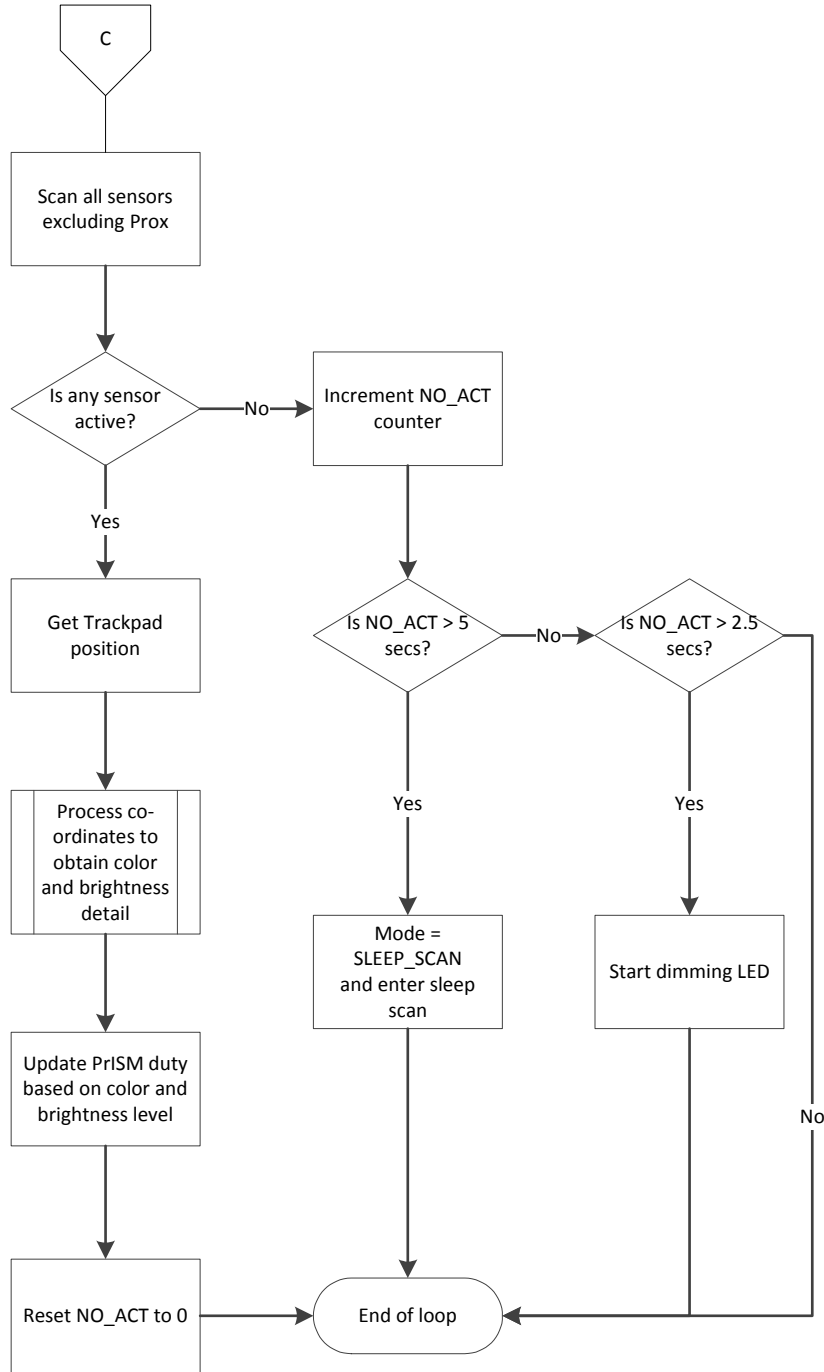 C
Scan all sensors
excluding Prox
Is any sensor
active?
No
Increment NO_ACT
counter
Yes
Get Trackpad
position
Is NO_ACT > 5
secs?
No
Is NO_ACT > 2.5
secs?
Process co-
ordinates to
obtain color
and brightness
detail
Yes
Yes
Mode =
SLEEP_SCAN
and enter sleep
scan
Start dimming LED
Update PrISM duty
based on color and
brightness level
No
Reset NO_ACT to 0
End of loop